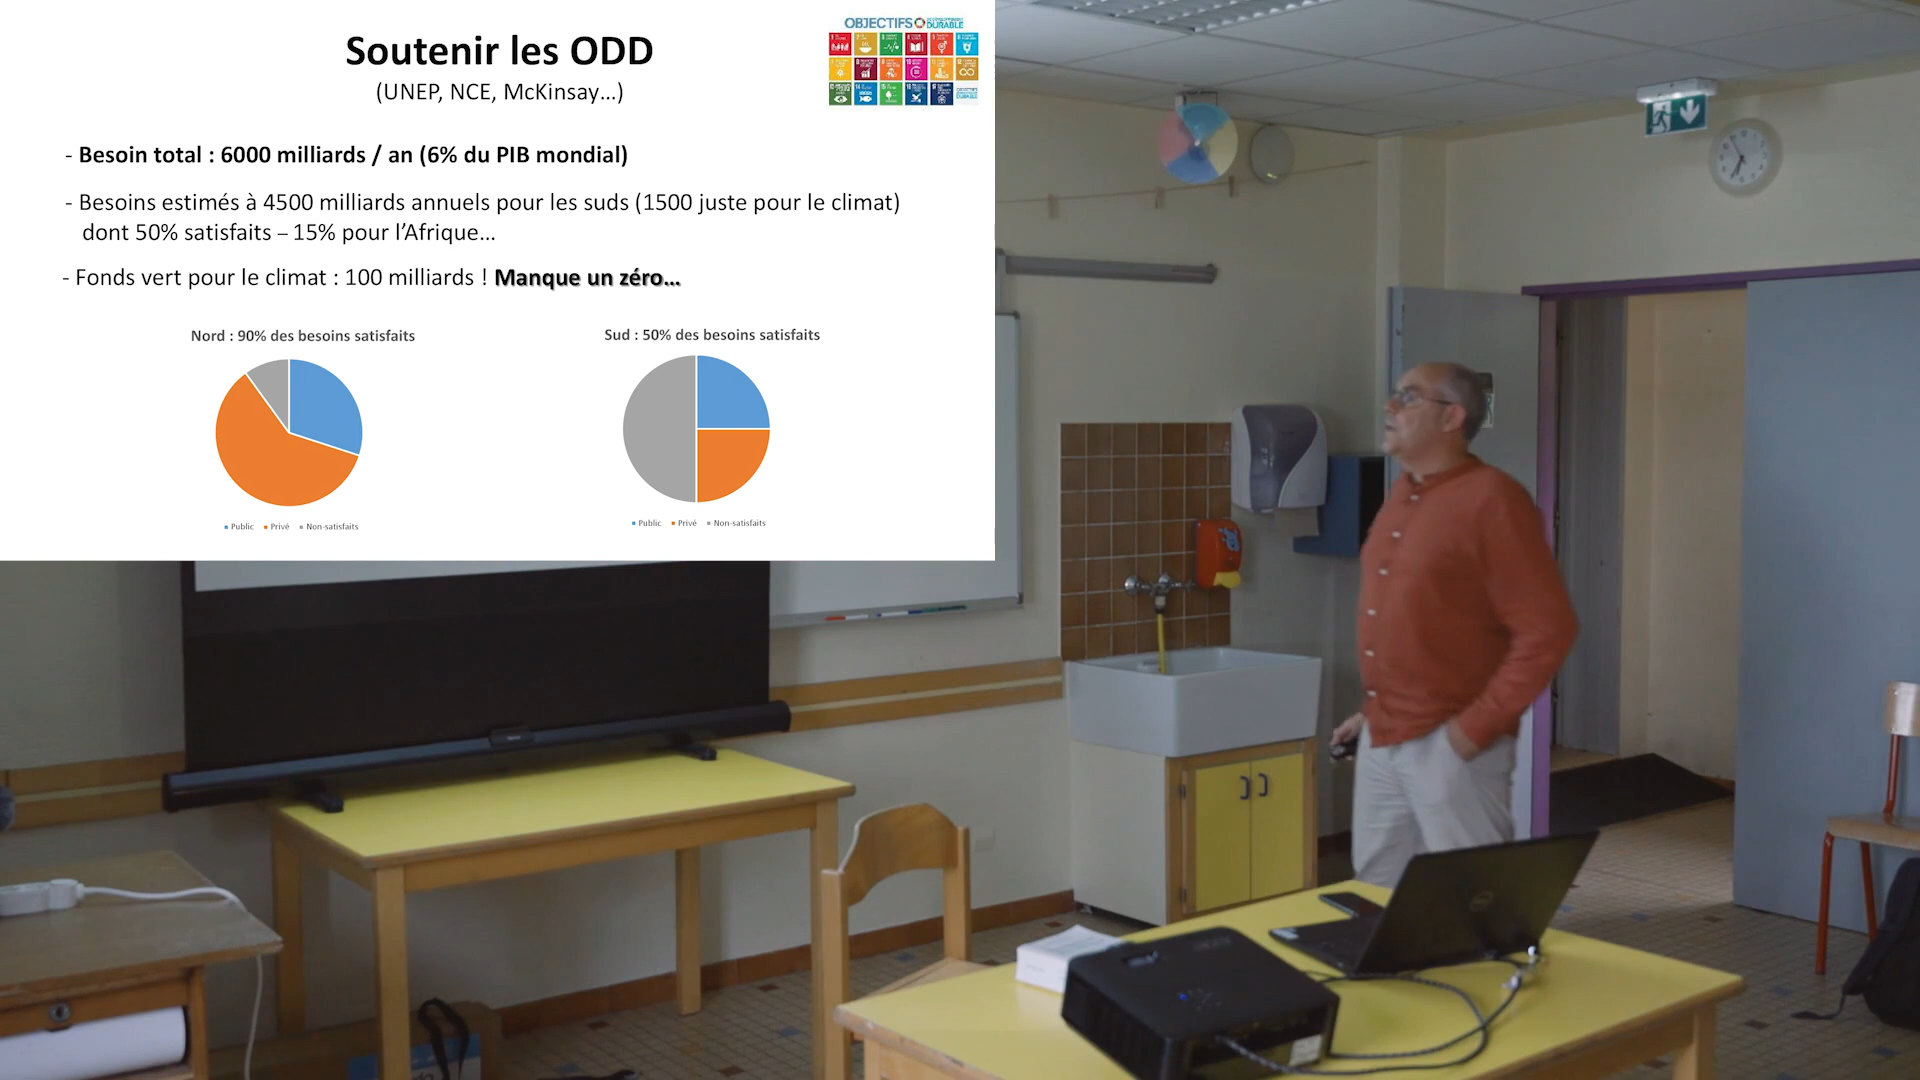 Soutenir les ODD
(UNEP, NCE, McKinsay...)
OBJECTIFS DE DÉVELOPPEMENT DURABLE
- Besoin total : 6000 milliards / an (6% du PIB mondial)
- Besoins estimés à 4500 milliards annuels pour les suds (1500 juste pour le climat)
dont 50% satisfaits – 15% pour l'Afrique...
- Fonds vert pour le climat : 100 milliards ! Manque un zéro...
Nord : 90% des besoins satisfaits
Public Privé Non-satisfaits
Sud : 50% des besoins satisfaits
Public Privé Non-satisfaits